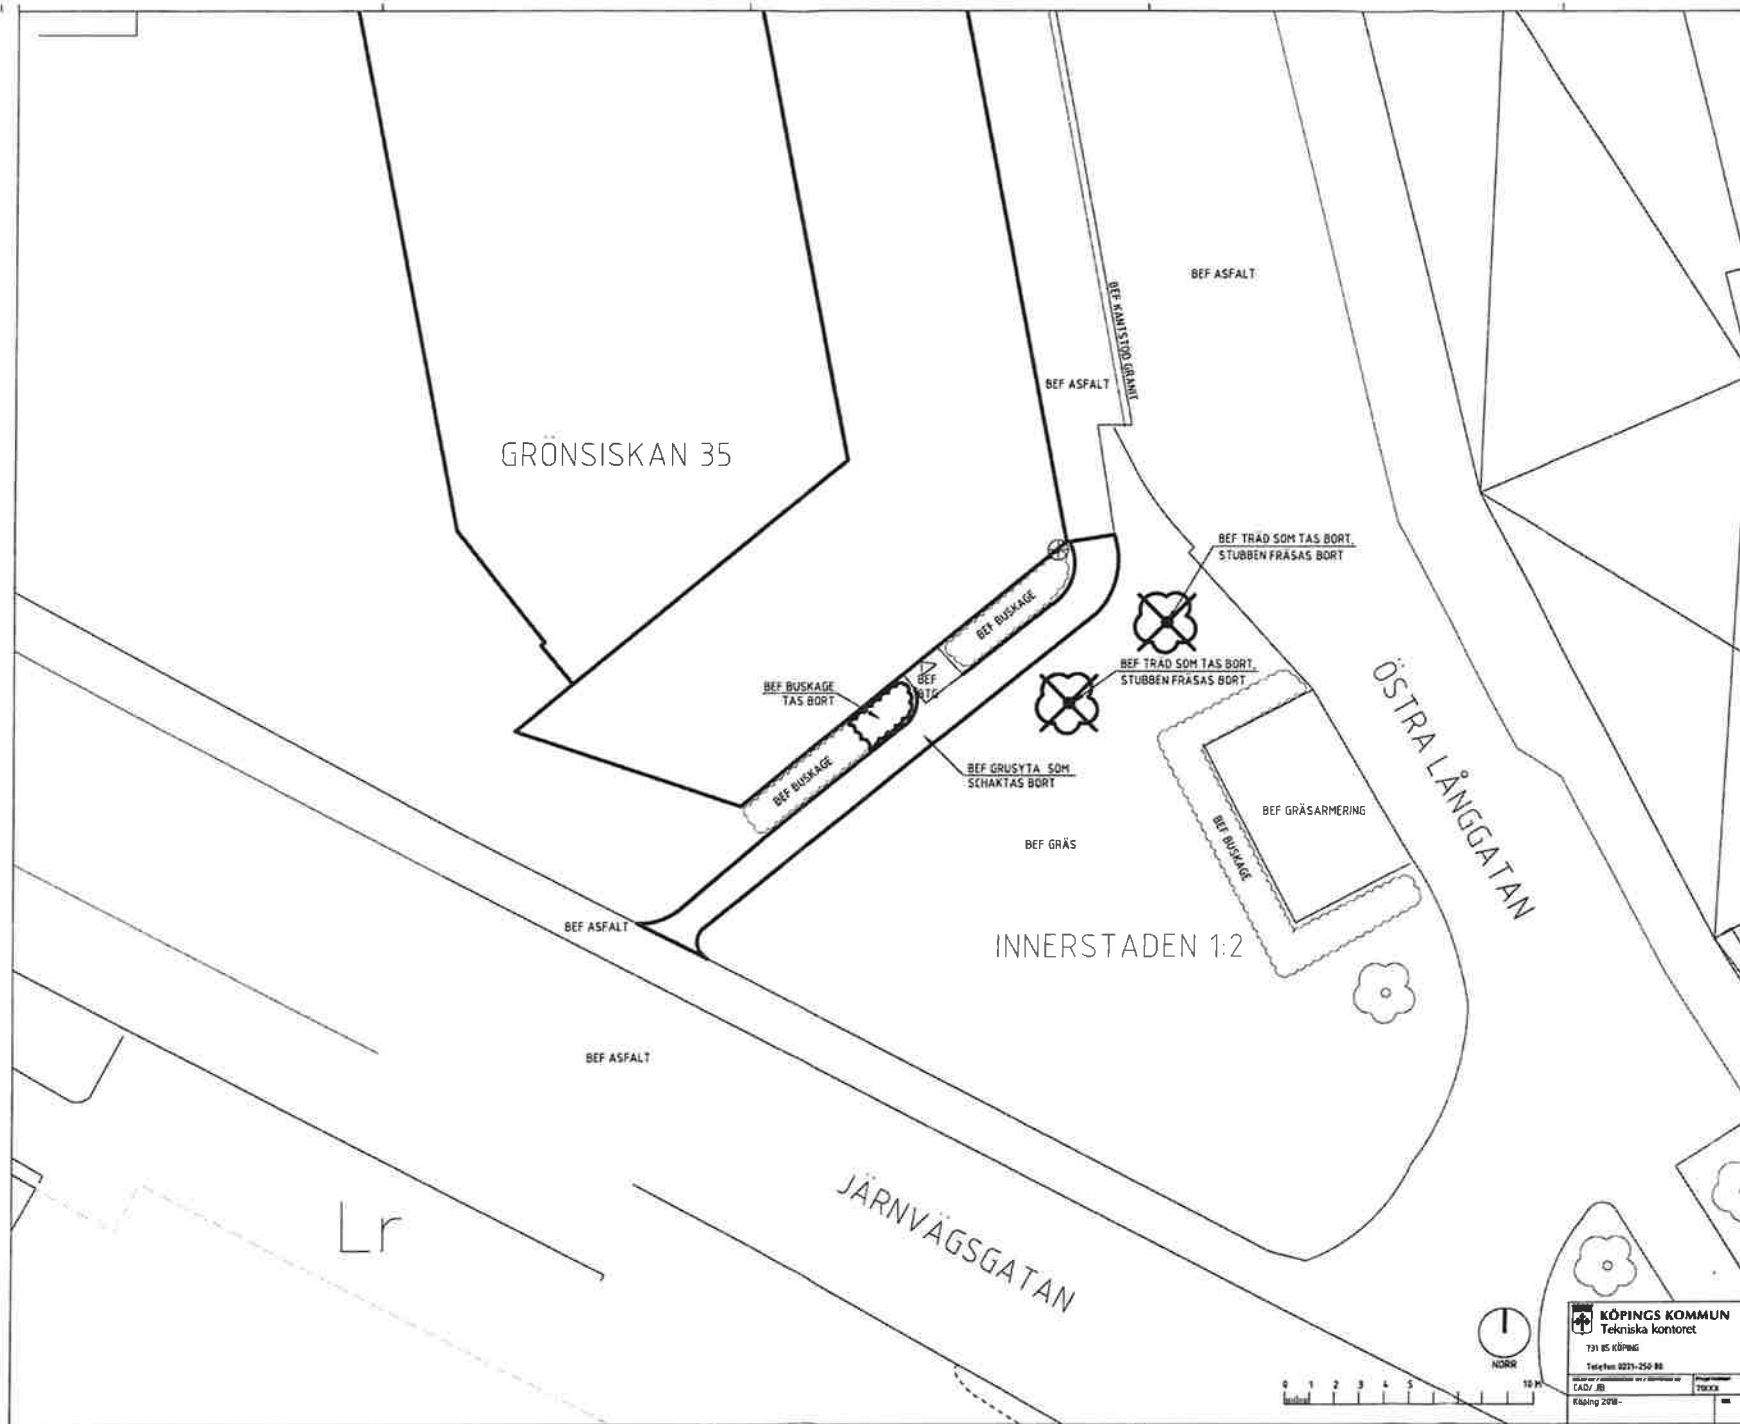 BEF ASFALT
BEF KANTSTÖD GRANIT
BEF ASFALT
GRÖNSISKAN 35
BEF TRÄD SOM TAS BORT,
STUBBEN FRÄSAS BORT
BEF BUSKAGE
BEF TRÄD SOM TAS BORT,
STUBBEN FRÄSAS BORT
BEF
BTG
BEF BUSKAGE
TAS BORT
ÖSTRA LÅNGGATAN
BEF BUSKAGE
BEF GRUSYTA SOM
SCHAKTAS BORT
BEF GRÄSARMERING
BEF GRÄS
BEF BUSKAGE
BEF ASFALT
INNERSTADEN 1:2
BEF ASFALT
Lr
JÄRNVÄGSGATAN
NORR
0 1 2 3 4 5 10 M
KÖPINGS KOMMUN
Tekniska kontoret
731 85 KÖPING
CAD/ JB